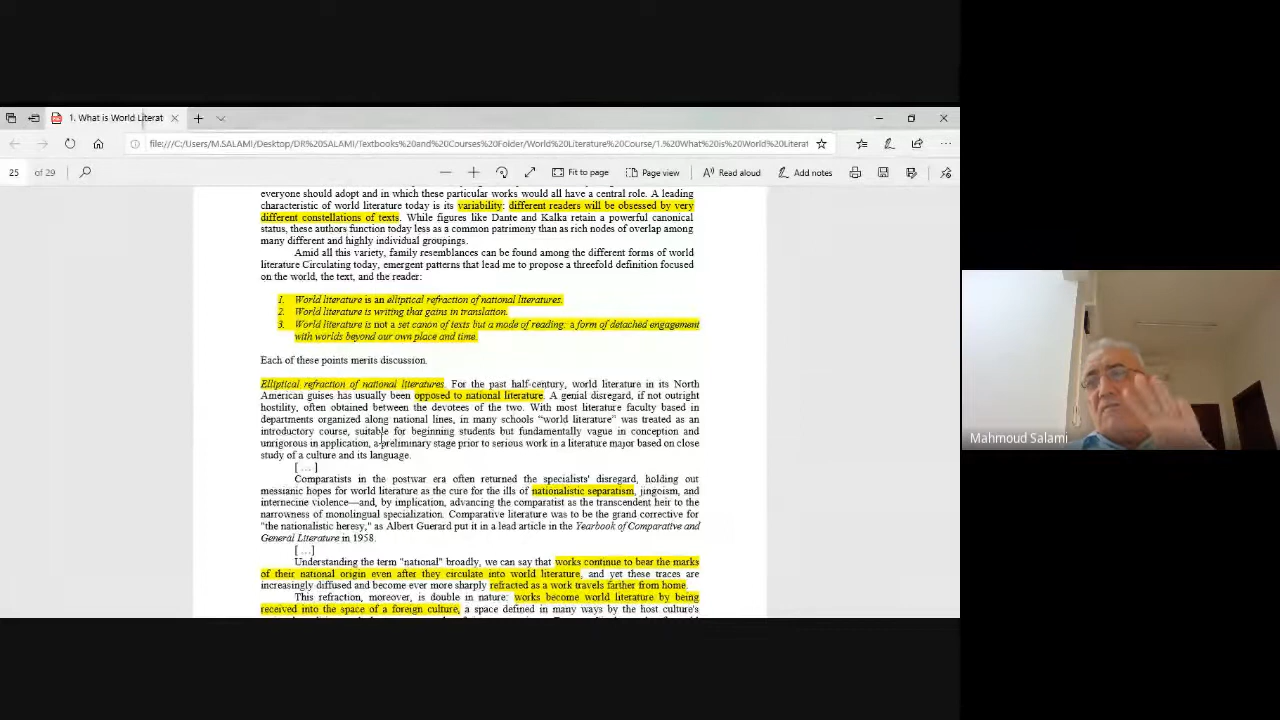 1. What is World Literat
file:///C:/Users/M.SALAMI/Desktop/DR%20SALAMI/Textbooks%20and%20Courses%20Folder/World%20Literature%20Course/1.%20What%20is%20World%20Literat
25 of 29
Fit to page
Page view
Read aloud
Add notes
everyone should adopt and in which these particular works would all have a central role. A leading
characteristic of world literature today is its variability: different readers will be obsessed by very
different constellations of texts. While figures like Dante and Kalka retain a powerful canonical
status, these authors function today less as a common patrimony than as rich nodes of overlap among
many different and highly individual groupings.
Amid all this variety, family resemblances can be found among the different forms of world
literature Circulating today, emergent patterns that lead me to propose a threefold definition focused
on the world, the text, and the reader:
1. World literature is an elliptical refraction of national literatures.
2. World literature is writing that gains in translation.
3. World literature is not a set canon of texts but a mode of reading: a form of detached engagement
with worlds beyond our own place and time.
Each of these points merits discussion.
Elliptical refraction of national literatures. For the past half-century, world literature in its North
American guises has usually been opposed to national literature. A genial disregard, if not outright
hostility, often obtained between the devotees of the two. With most literature faculty based in
departments organized along national lines, in many schools “world literature” was treated as an
introductory course, suitable for beginning students but fundamentally vague in conception and
unrigorous in application, a preliminary stage prior to serious work in a literature major based on close
study of a culture and its language.
[ … ]
Comparatists in the postwar era often returned the specialists' disregard, holding out
messianic hopes for world literature as the cure for the ills of nationalistic separatism, jingoism, and
internecine violence—and, by implication, advancing the comparatist as the transcendent heir to the
narrowness of monolingual specialization. Comparative literature was to be the grand corrective for
"the nationalistic heresy," as Albert Guerard put it in a lead article in the Yearbook of Comparative and
General Literature in 1958.
[ …]
Understanding the term "national" broadly, we can say that works continue to bear the marks
of their national origin even after they circulate into world literature, and yet these traces are
increasingly diffused and become ever more sharply refracted as a work travels farther from home.
This refraction, moreover, is double in nature: works become world literature by being
received into the space of a foreign culture, a space defined in many ways by the host culture's
Mahmoud Salami